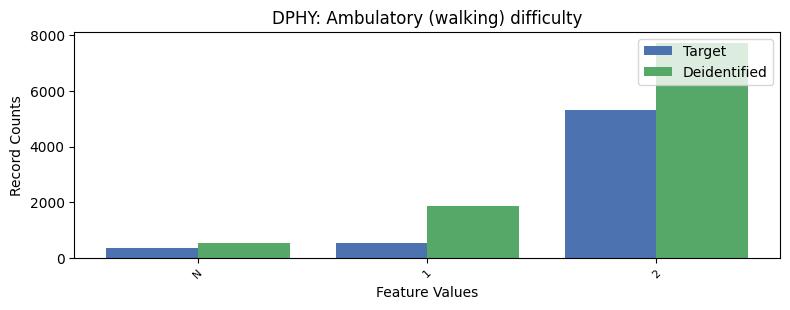 DPHY: Ambulatory (walking) difficulty
Target
Deidentified
8000
6000
4000
2000
0
Record Counts
N
1
2
Feature Values